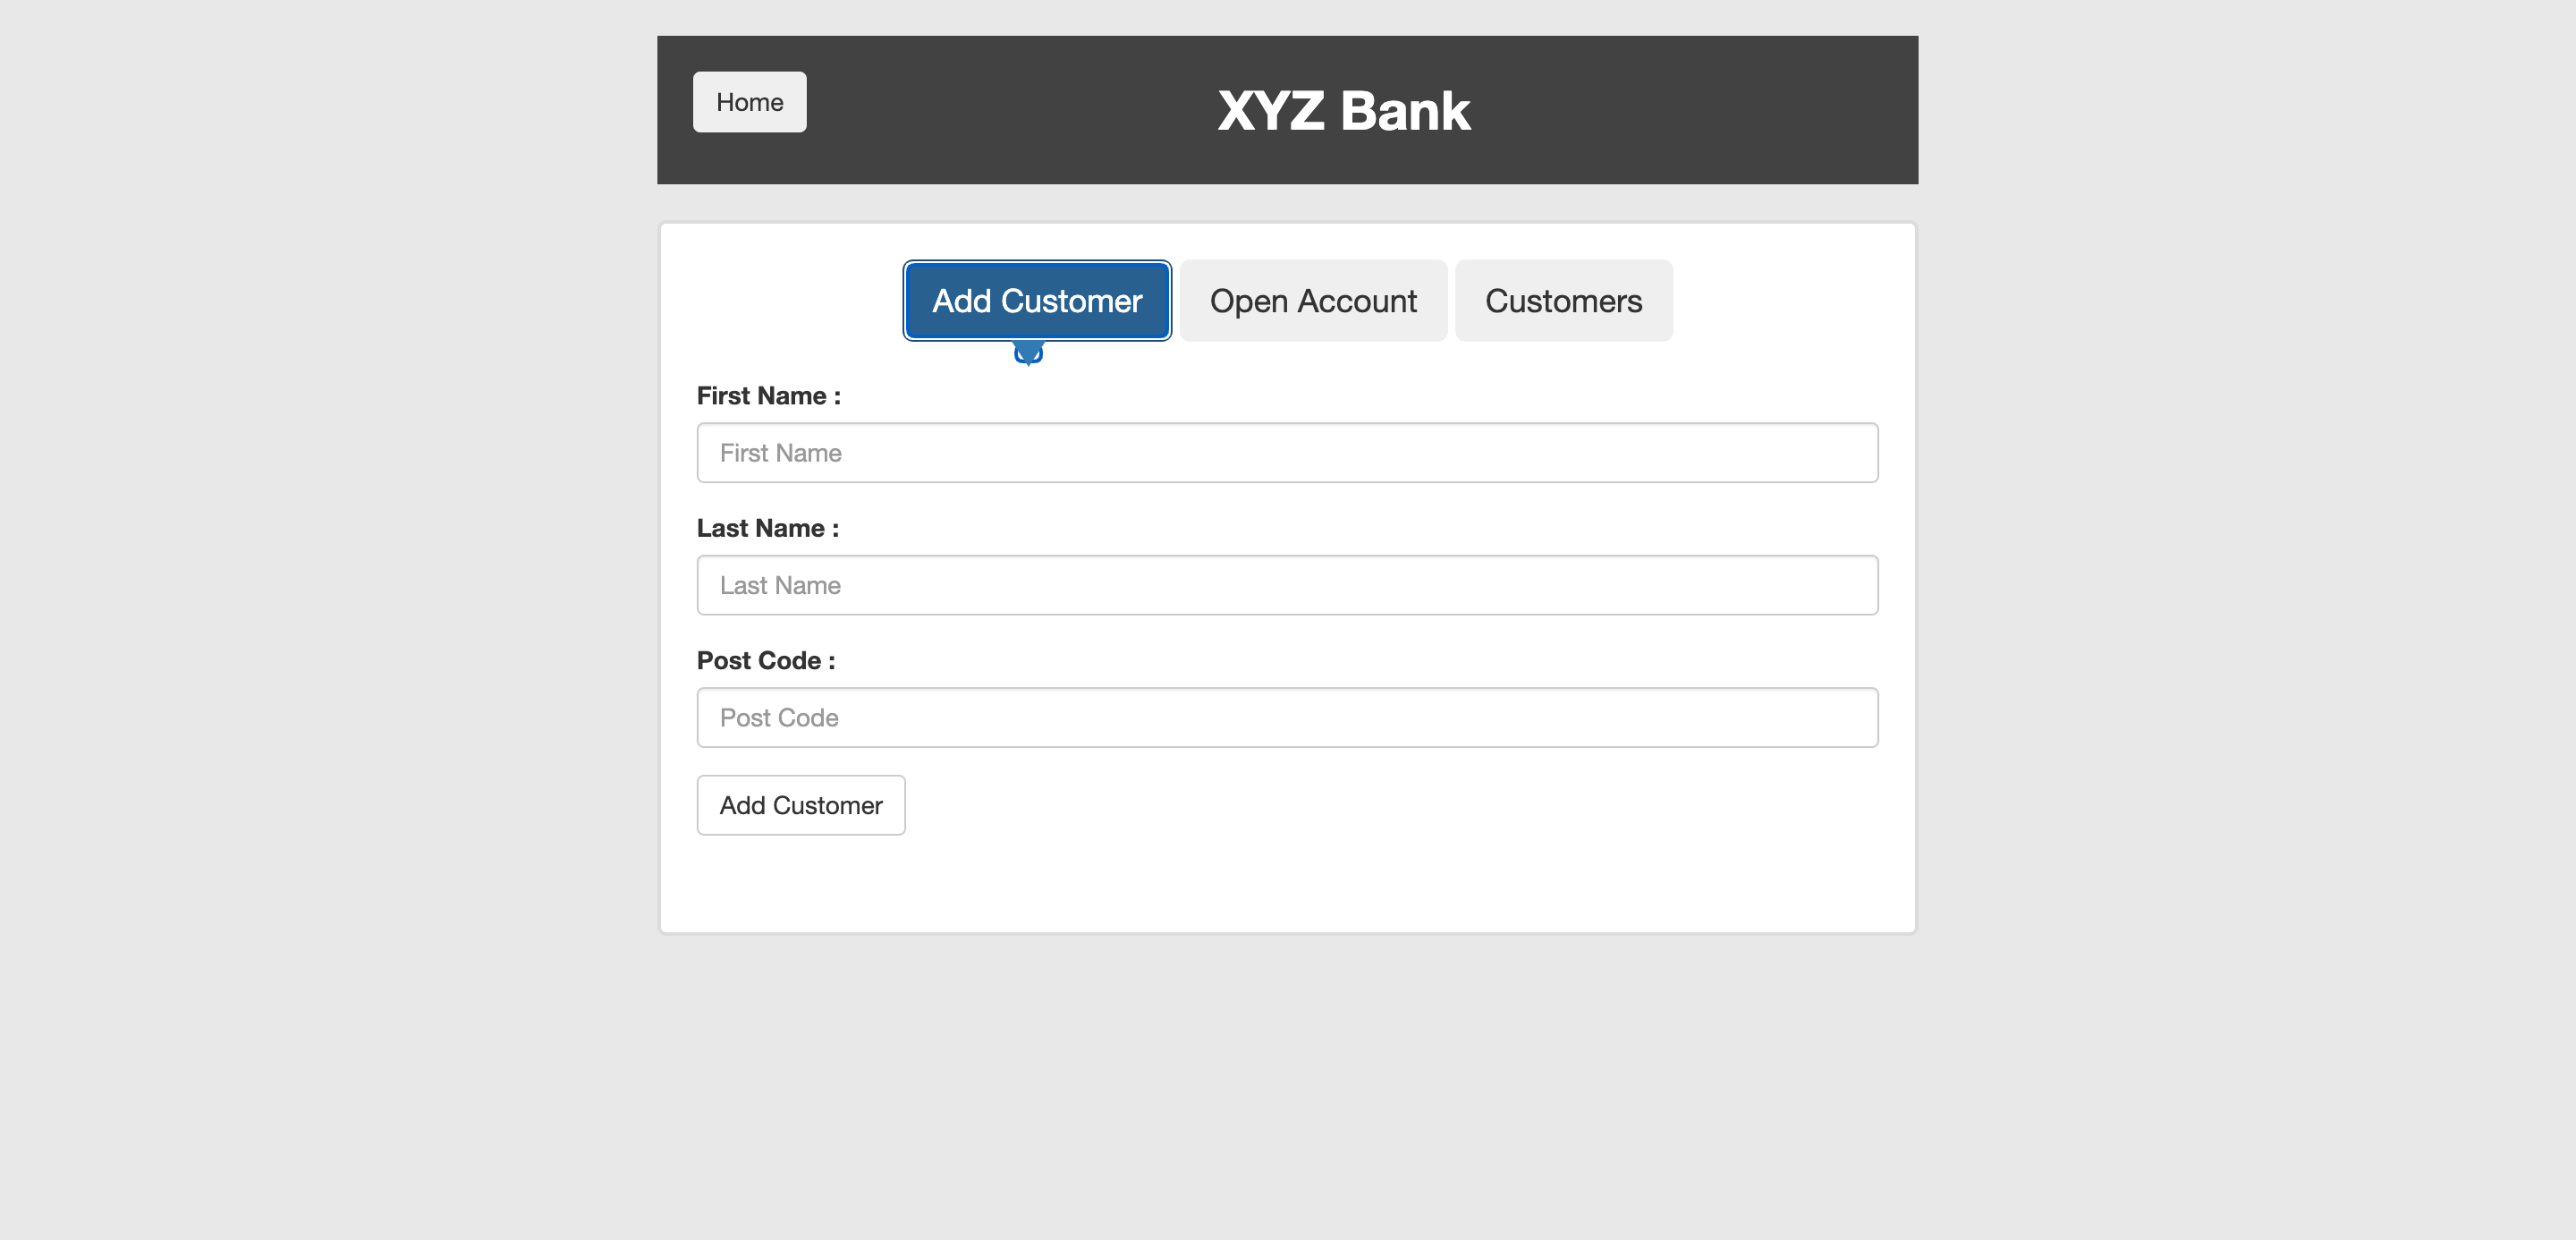 Home
XYZ Bank
Add Customer
Open Account
Customers
First Name :
First Name
Last Name :
Last Name
Post Code :
Post Code
Add Customer